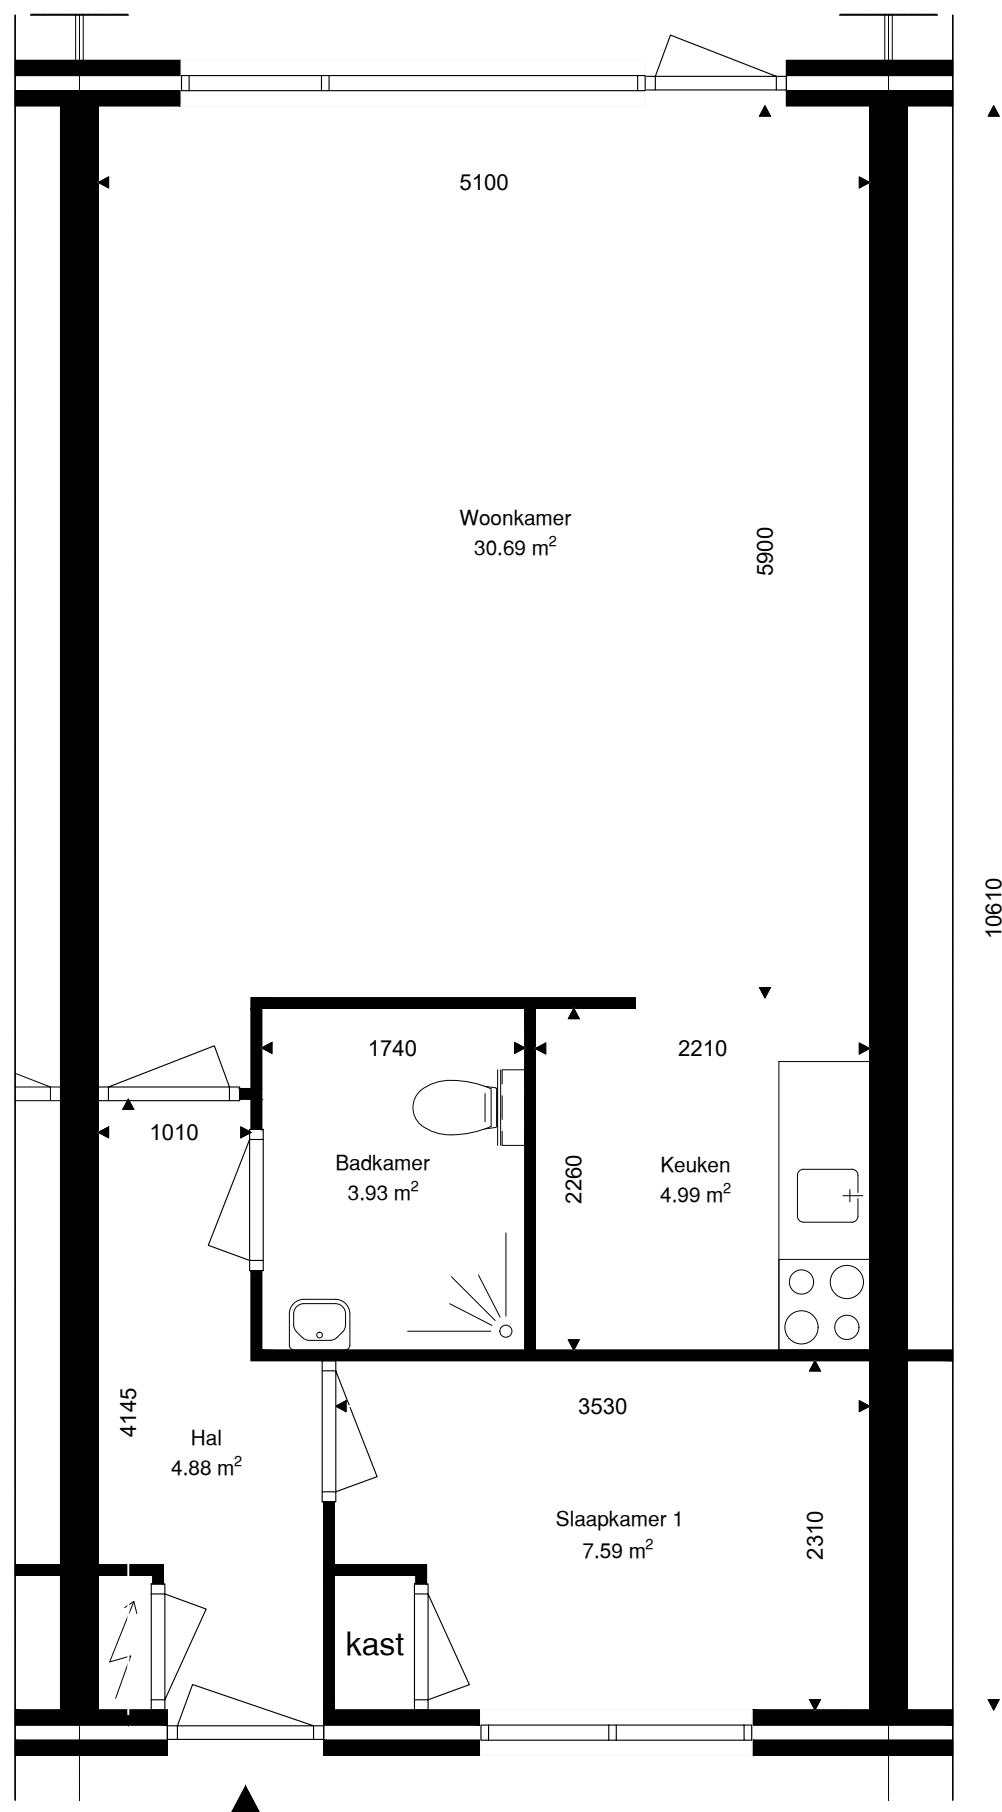 5100
Woonkamer
30.69 m²
5900
10610
1740
2210
1010
Badkamer
3.93 m²
2260
Keuken
4.99 m²
4145
3530
Hal
4.88 m²
Slaapkamer 1
7.59 m²
2310
kast